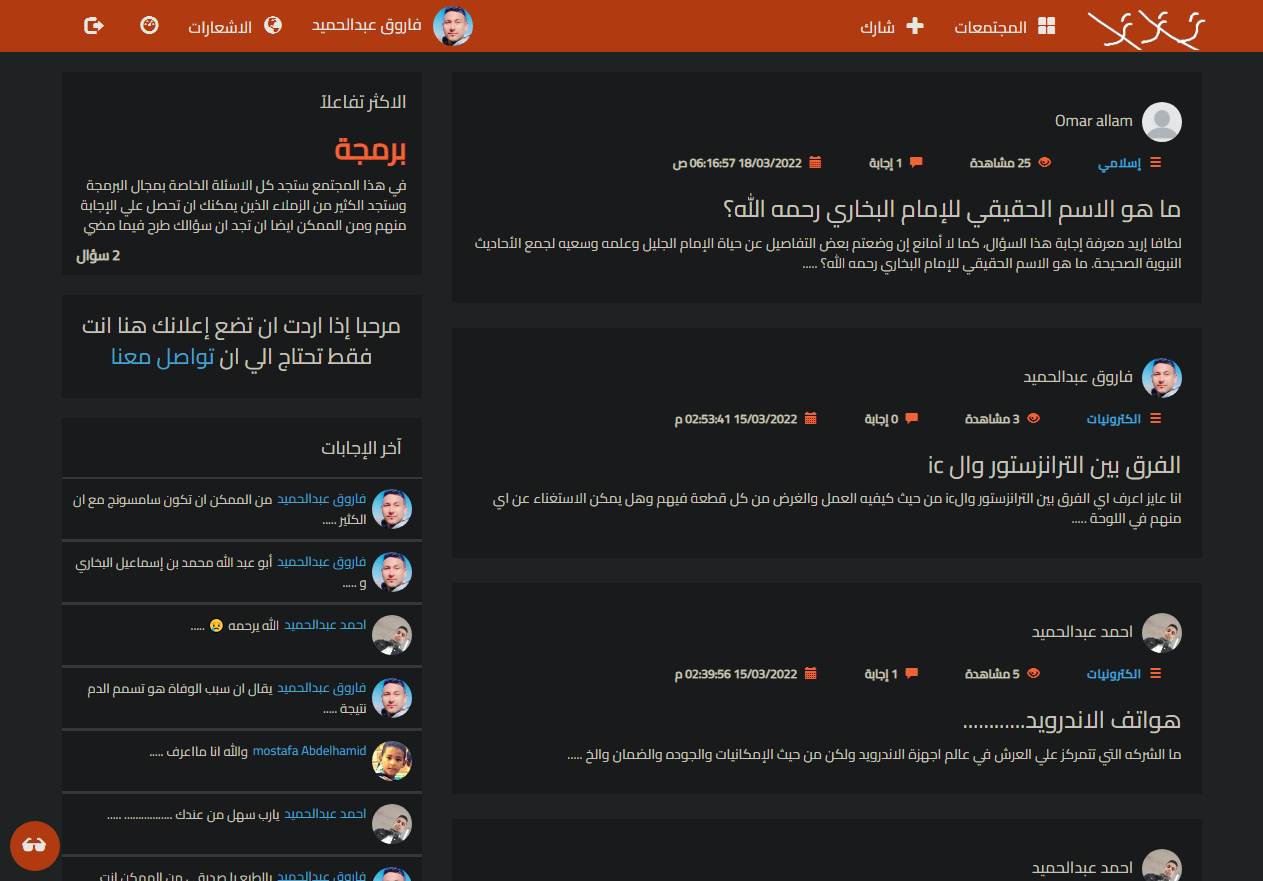 المجتمعات
شارك
فاروق عبدالحميد
الاشعارات
Omar allam
إسلامي
25 مشاهدة
1 إجابة
18/03/2022 06:16:57 ص
ما هو الاسم الحقيقي للإمام البخاري رحمه الله؟
لطافا إريد معرفة إجابة هذا السؤال، كما لا أمانع إن وضعتم بعض التفاصيل عن حياة الإمام الجليل وعلمه وسعيه لجمع الأحاديث
النبوية الصحيحة. ما هو الاسم الحقيقي للإمام البخاري رحمه الله؟ .....
فاروق عبدالحميد
الكترونيات
3 مشاهدة
0 إجابة
15/03/2022 02:53:41 م
الفرق بين الترانزستور وال ic
انا عايز اعرف اي الفرق بين الترانزستور والic من حيث كيفيه العمل والغرض من كل قطعة فيهم وهل يمكن الاستغناء عن اي
منهم في اللوحة .....
احمد عبدالحميد
الكترونيات
5 مشاهدة
1 إجابة
15/03/2022 02:39:56 م
هواتف الاندرويد............
ما الشركه التي تتمركز علي العرش في عالم اجهزة الاندرويد ولكن من حيث الإمكانيات والجوده والضمان والخ .....
احمد عبدالحميد
الاكثر تفاعلاً
برمجة
في هذا المجتمع ستجد كل الاسئلة الخاصة بمجال البرمجة
وستجد الكثير من الزملاء الذين يمكنك ان تحصل علي الإجابة
منهم ومن الممكن ايضا ان تجد ان سؤالك طرح فيما مضي
2 سؤال
مرحبا إذا اردت ان تضع إعلانك هنا انت
فقط تحتاج الي ان تواصل معنا
آخر الإجابات
فاروق عبدالحميد من الممكن ان تكون سامسونج مع ان
الكثير .....
فاروق عبدالحميد أبو عبد الله محمد بن إسماعيل البخاري
و .....
احمد عبدالحميد الله يرحمه 😥 .....
فاروق عبدالحميد يقال ان سبب الوفاة هو تسمم الدم
نتيجة .....
mostafa Abdelhamid والله انا مااعرف .....
احمد عبدالحميد يارب سهل من عندك ................ .....
فاروق عبدالحميد بالطبع يا صديقي من الممكن انت